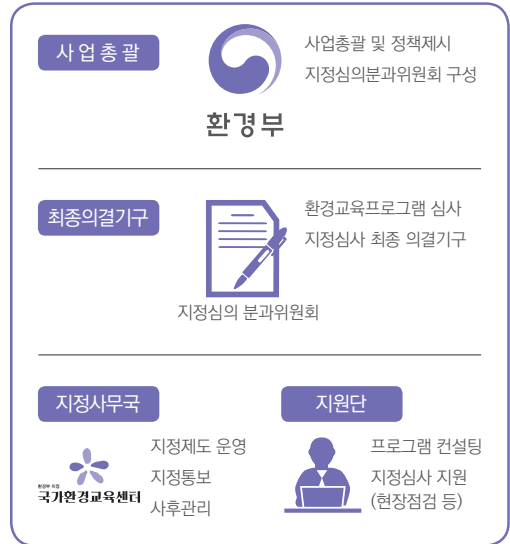 사업총괄
환경부
사업총괄 및 정책제시
지정심의분과위원회 구성
최종의결기구
지정심의 분과위원회
환경교육프로그램 심사
지정심사 최종 의결기구
지정사무국
환경부 지정
국가환경교육센터
지정제도 운영
지정통보
사후관리
지원단
프로그램 컨설팅
지정심사 지원
(현장점검 등)